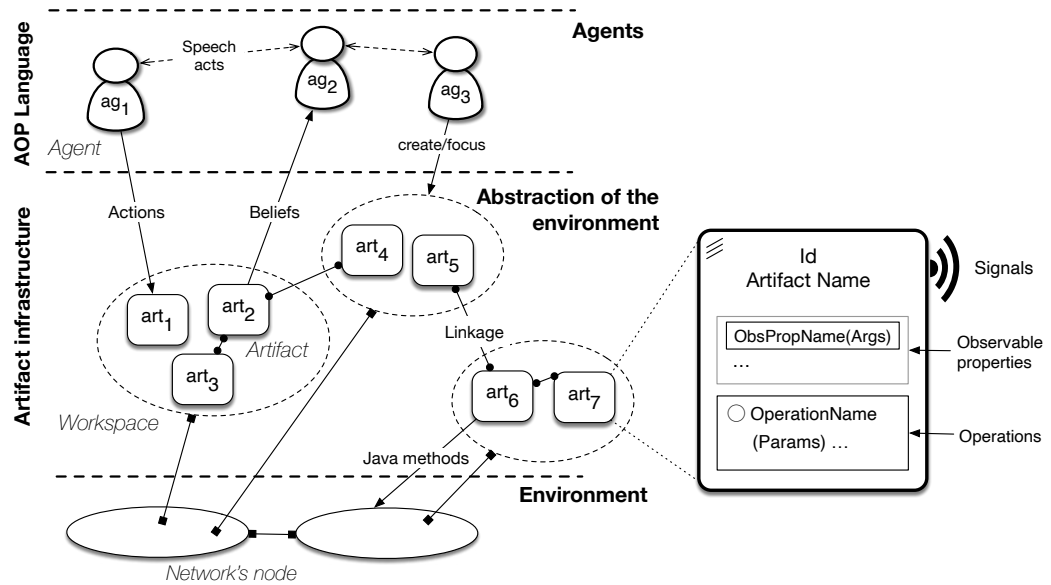 AOP Language
Agents
Speech
acts
ag1
ag2
ag3
Agent
create/focus
Artifact infrastructure
Abstraction of the
environment
Actions
Beliefs
art4
art5
art1
art2
Artifact
art3
Workspace
Linkage
art6
art7
Java methods
Environment
Network's node
Id
Artifact Name
Signals
ObsPropName(Args)
...
Observable
properties
OperationName
(Params) ...
Operations